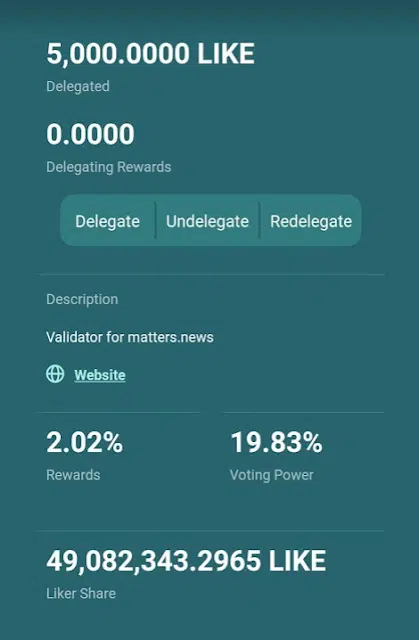 5,000.0000 LIKE
Delegated
0.0000
Delegating Rewards
Delegate Undelegate Redelegate
Description
Validator for matters.news
Website
2.02% 19.83%
Rewards Voting Power
49,082,343.2965 LIKE
Liker Share